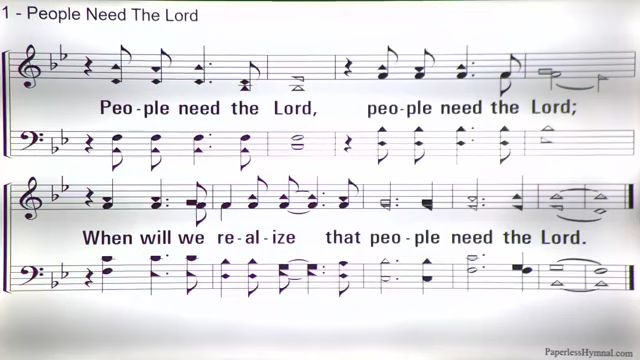 1 - People Need The Lord
Peo-ple need the Lord, peo-ple need the Lord;
When will we re-al-ize that peo-ple need the Lord.
PaperlessHymnal.com